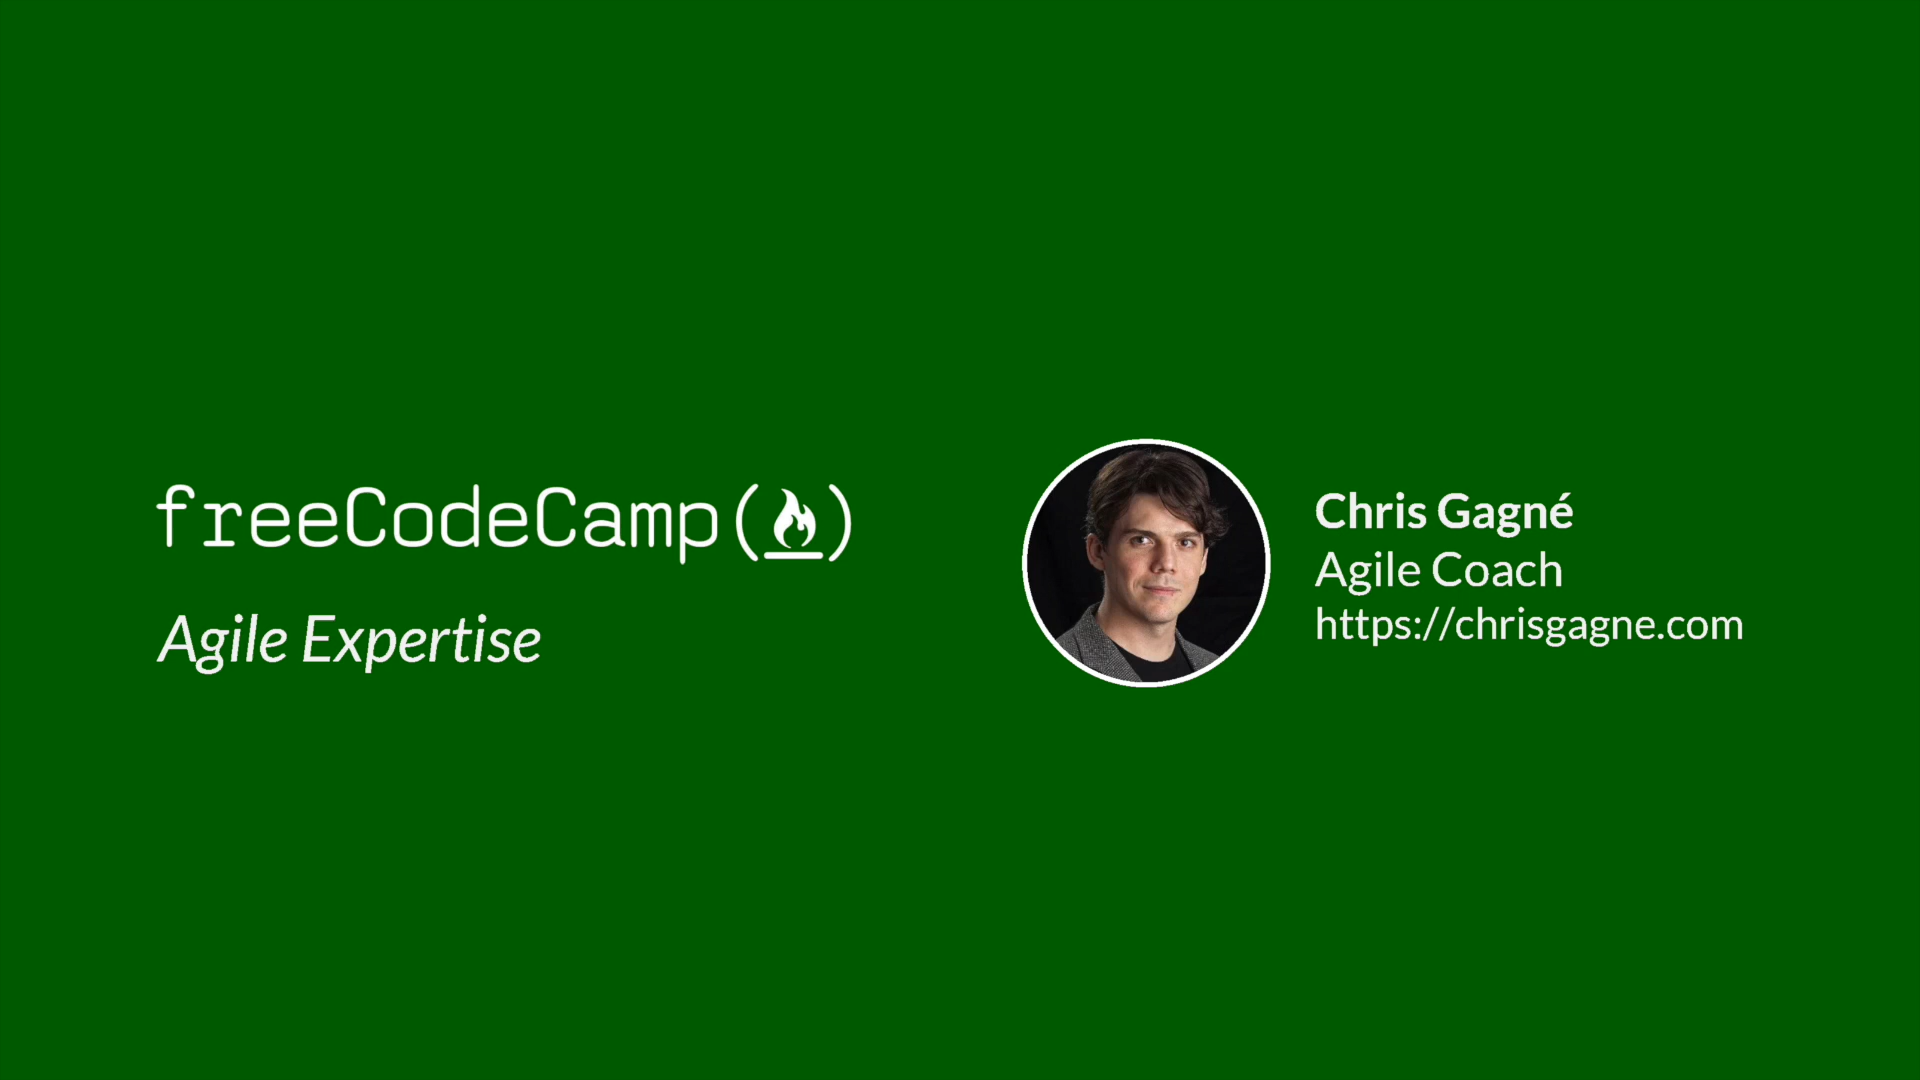 freeCodeCamp(🔥)
Agile Expertise
Chris Gagné
Agile Coach
https://chrisgagne.com